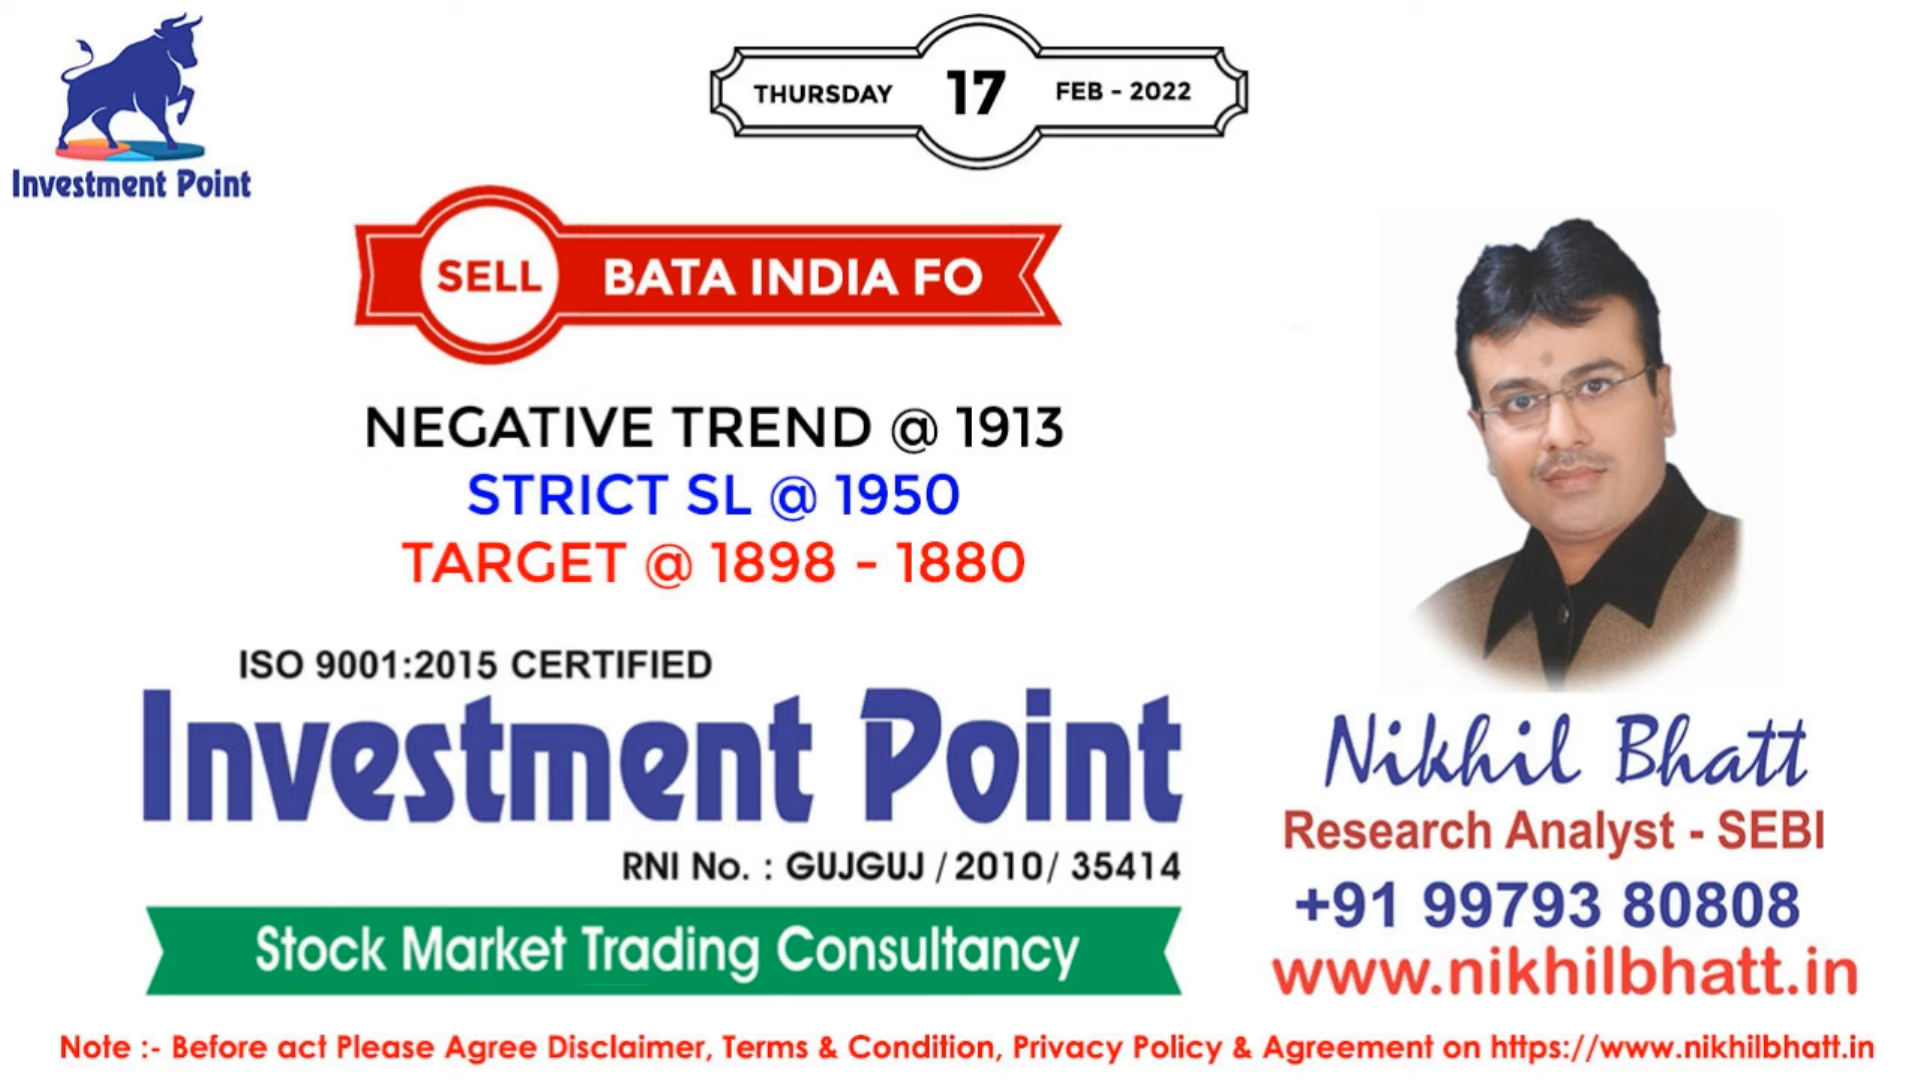 THURSDAY 17 FEB - 2022
Investment Point
SELL BATA INDIA FO
NEGATIVE TREND @ 1913
STRICT SL @ 1950
TARGET @ 1898 - 1880
ISO 9001:2015 CERTIFIED
Investment Point
RNI No. : GUJGUJ / 2010/ 35414
Stock Market Trading Consultancy
Nikhil Bhatt
Research Analyst - SEBI
+91 99793 80808
www.nikhilbhatt.in
Note :- Before act Please Agree Disclaimer, Terms & Condition, Privacy Policy & Agreement on https://www.nikhilbhatt.in